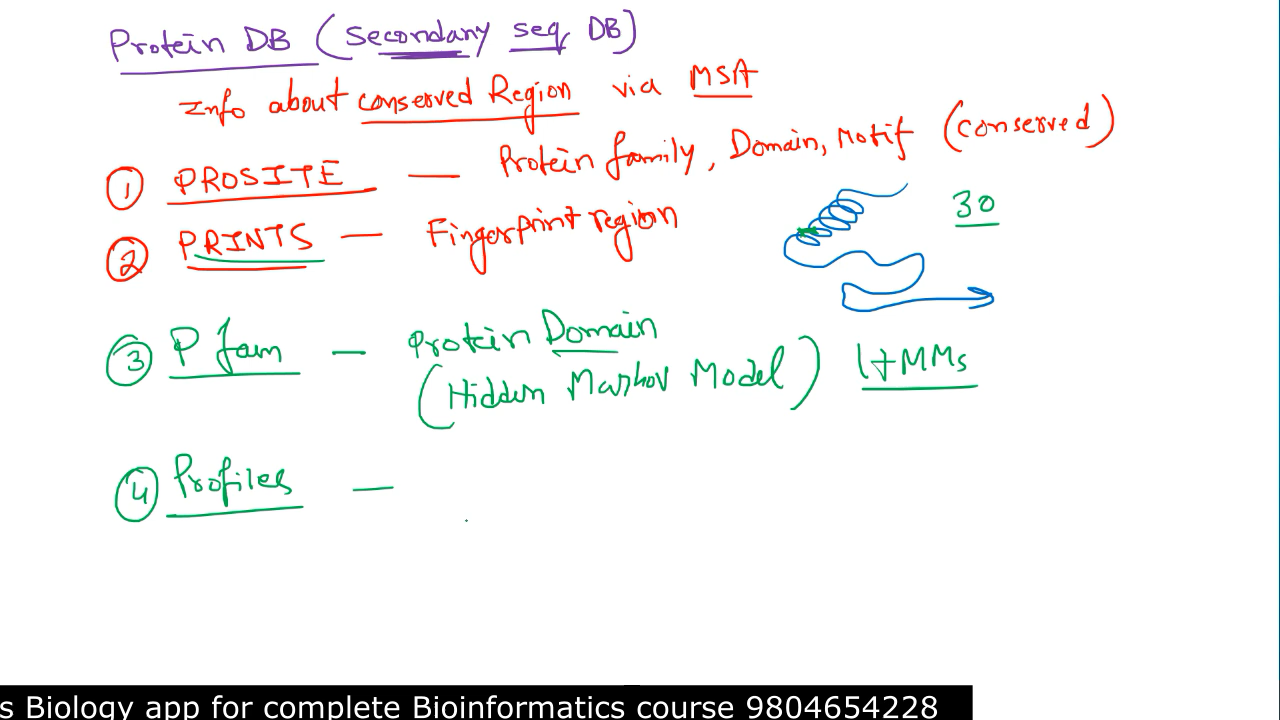 Protein DB (Secondary seq. DB)
Info about conserved Region via MSA
① PROSITE — Protein family, Domain, Motif (conserved)
② PRINTS — Fingerprint region
30
③ P fam — Protein Domain
(Hidden Markov Model) HMMs
④ Profiles —
s Biology app for complete Bioinformatics course 9804654228